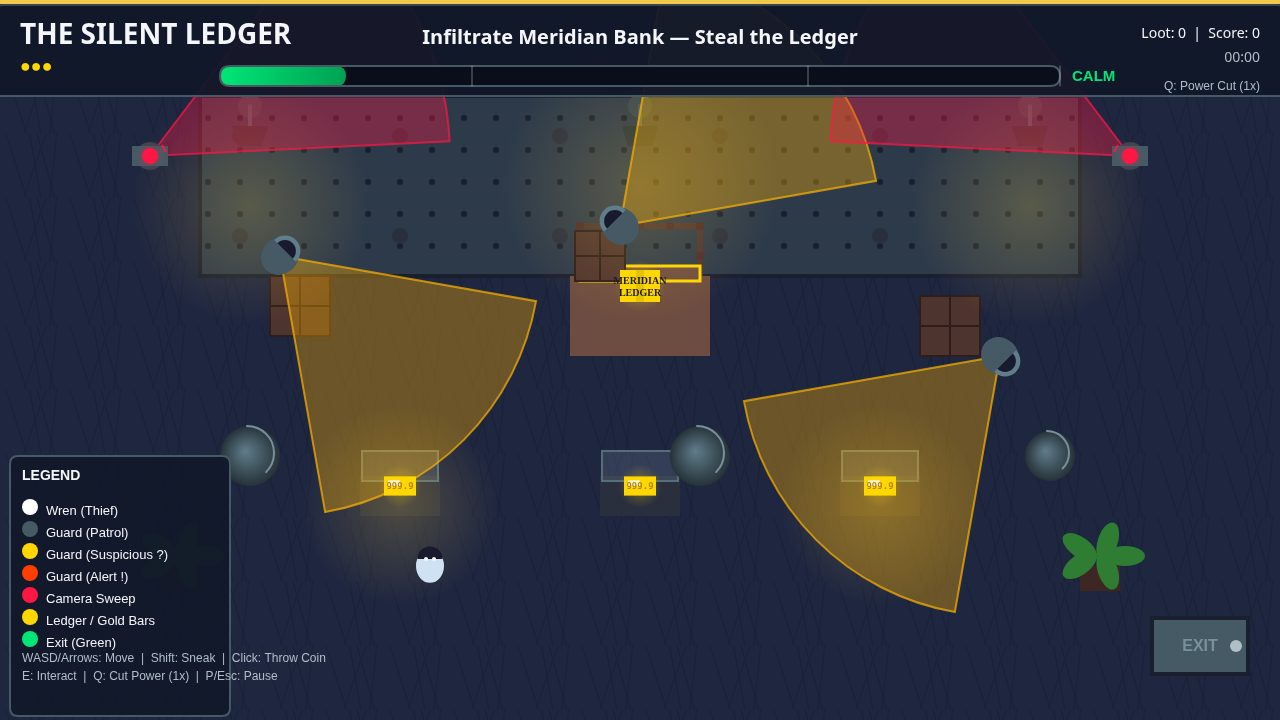 THE SILENT LEDGER
Infiltrate Meridian Bank — Steal the Ledger
Loot: 0 | Score: 0
00:00
CALM
Q: Power Cut (1x)
MERIDIAN
LEDGER
999.9
999.9
999.9
LEGEND
Wren (Thief)
Guard (Patrol)
Guard (Suspicious ?)
Guard (Alert !)
Camera Sweep
Ledger / Gold Bars
Exit (Green)
WASD/Arrows: Move | Shift: Sneak | Click: Throw Coin
E: Interact | Q: Cut Power (1x) | P/Esc: Pause
EXIT